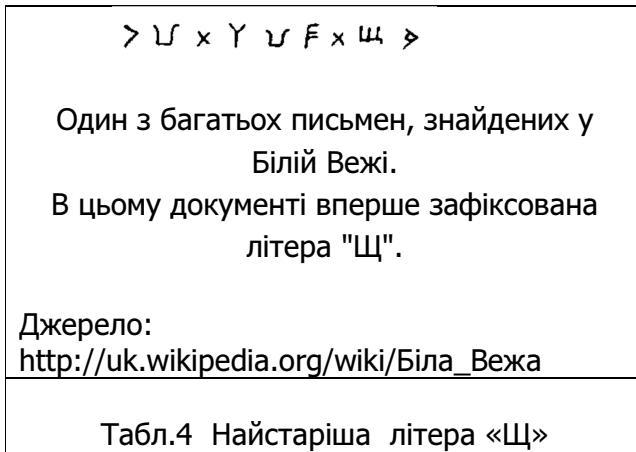 Один з багатьох письмен, знайдених у
Білій Вежі.
В цьому документі вперше зафіксована
літера "Щ".
Джерело:
http://uk.wikipedia.org/wiki/Біла_Вежа
Табл.4 Найстаріша літера «Щ»